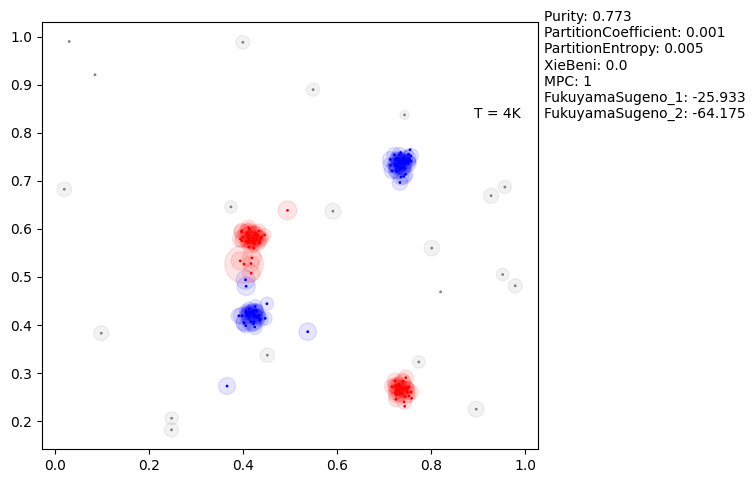 Purity: 0.773
PartitionCoefficient: 0.001
PartitionEntropy: 0.005
XieBeni: 0.0
MPC: 1
FukuyamaSugeno_1: -25.933
FukuyamaSugeno_2: -64.175
T = 4K
1.0
0.9
0.8
0.7
0.6
0.5
0.4
0.3
0.2
0.0 0.2 0.4 0.6 0.8 1.0